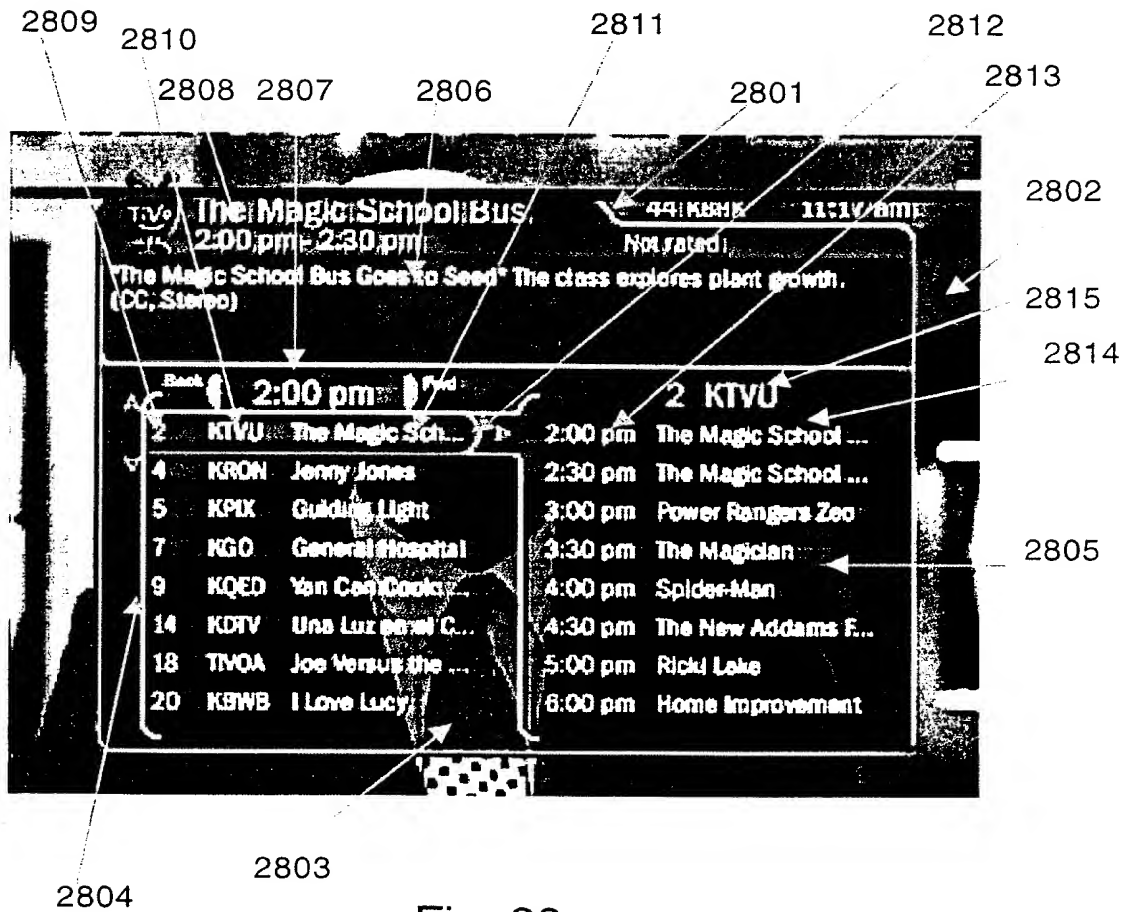 2809
2810
2811
2812
2808 2807 2806
2801
2813
2802
2815
2814
2805
TiVo The Magic School Bus
44 KBHK
2:00 pm - 2:30 pm
Not rated
"The Magic School Bus Goes to Seed" The class explores plant growth.
(CC, Stereo)
Back 2:00 pm Fwd
2 KTVU
2 KTVU The Magic Sch...
4 KRON Jenny Jones
5 KPIX Guiding Light
7 KGO General Hospital
9 KQED Yan Can Cook: ...
14 KDTV Una Luz en el C...
18 TIVOA Joe Versus the ...
20 KBWB I Love Lucy
2:00 pm The Magic School ...
2:30 pm The Magic School ...
3:00 pm Power Rangers Zeo
3:30 pm The Magician
4:00 pm Spider-Man
4:30 pm The New Addams F...
5:00 pm Ricki Lake
6:00 pm Home Improvement
2803
2804